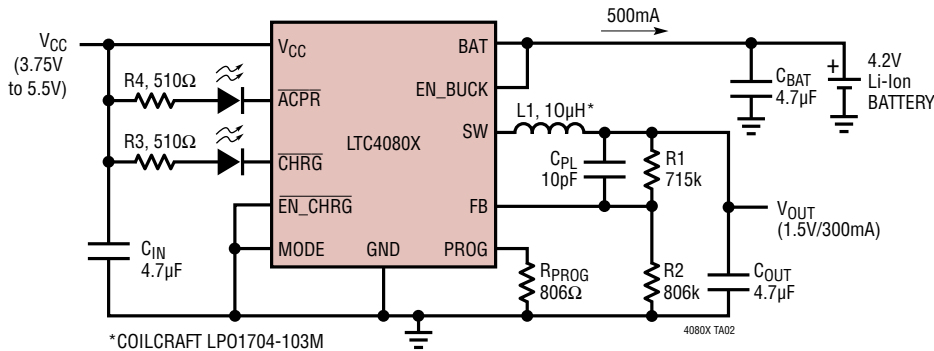 500mA
VCC
(3.75V
to 5.5V)
R4, 510Ω
R3, 510Ω
CIN
4.7µF
VCC
ACPR
CHRG
EN_CHRG
MODE
GND
LTC4080X
BAT
EN_BUCK
SW
FB
PROG
L1, 10µH*
CPL
10pF
R1
715k
RPROG
806Ω
R2
806k
CBAT
4.7µF
+
4.2V
Li-Ion
BATTERY
VOUT
(1.5V/300mA)
COUT
4.7µF
4080X TA02
*COILCRAFT LPO1704-103M